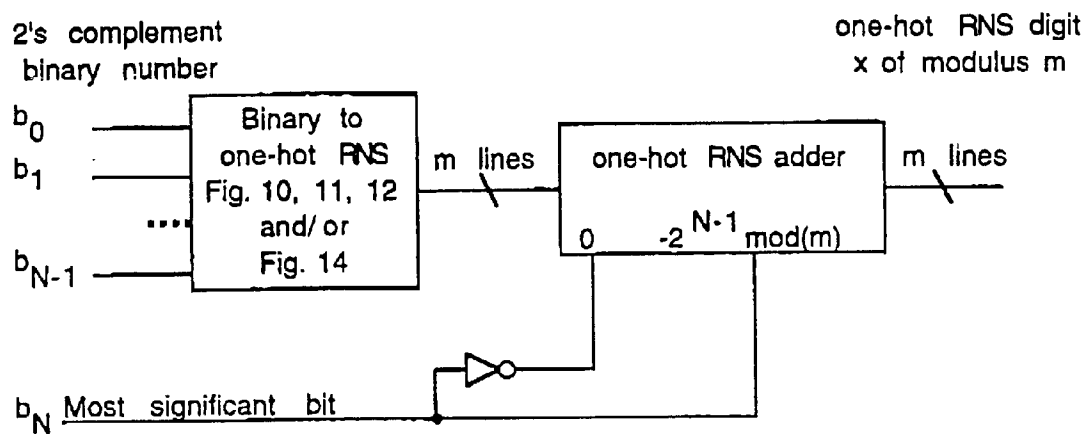 2's complement
binary number
one-hot RNS digit
x of modulus m
b0
b1
bN-1
Binary to
one-hot RNS
Fig. 10, 11, 12
and/or
Fig. 14
m lines
one-hot RNS adder
0 -2^N-1 mod(m)
m lines
bN Most significant bit